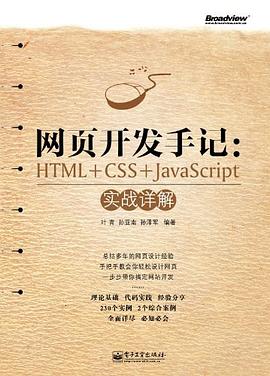 Broadview®
网页开发手记:
HTML+CSS+JavaScript
实战详解
叶青 孙亚南 孙泽军 编著
总结多年的网页设计经验
手把手教会你轻松设计网页
一步步带你搞定网站开发
……
理论基础 代码实践 经验分享
230个实例 2个综合案例
全面详尽 必知必会
电子工业出版社